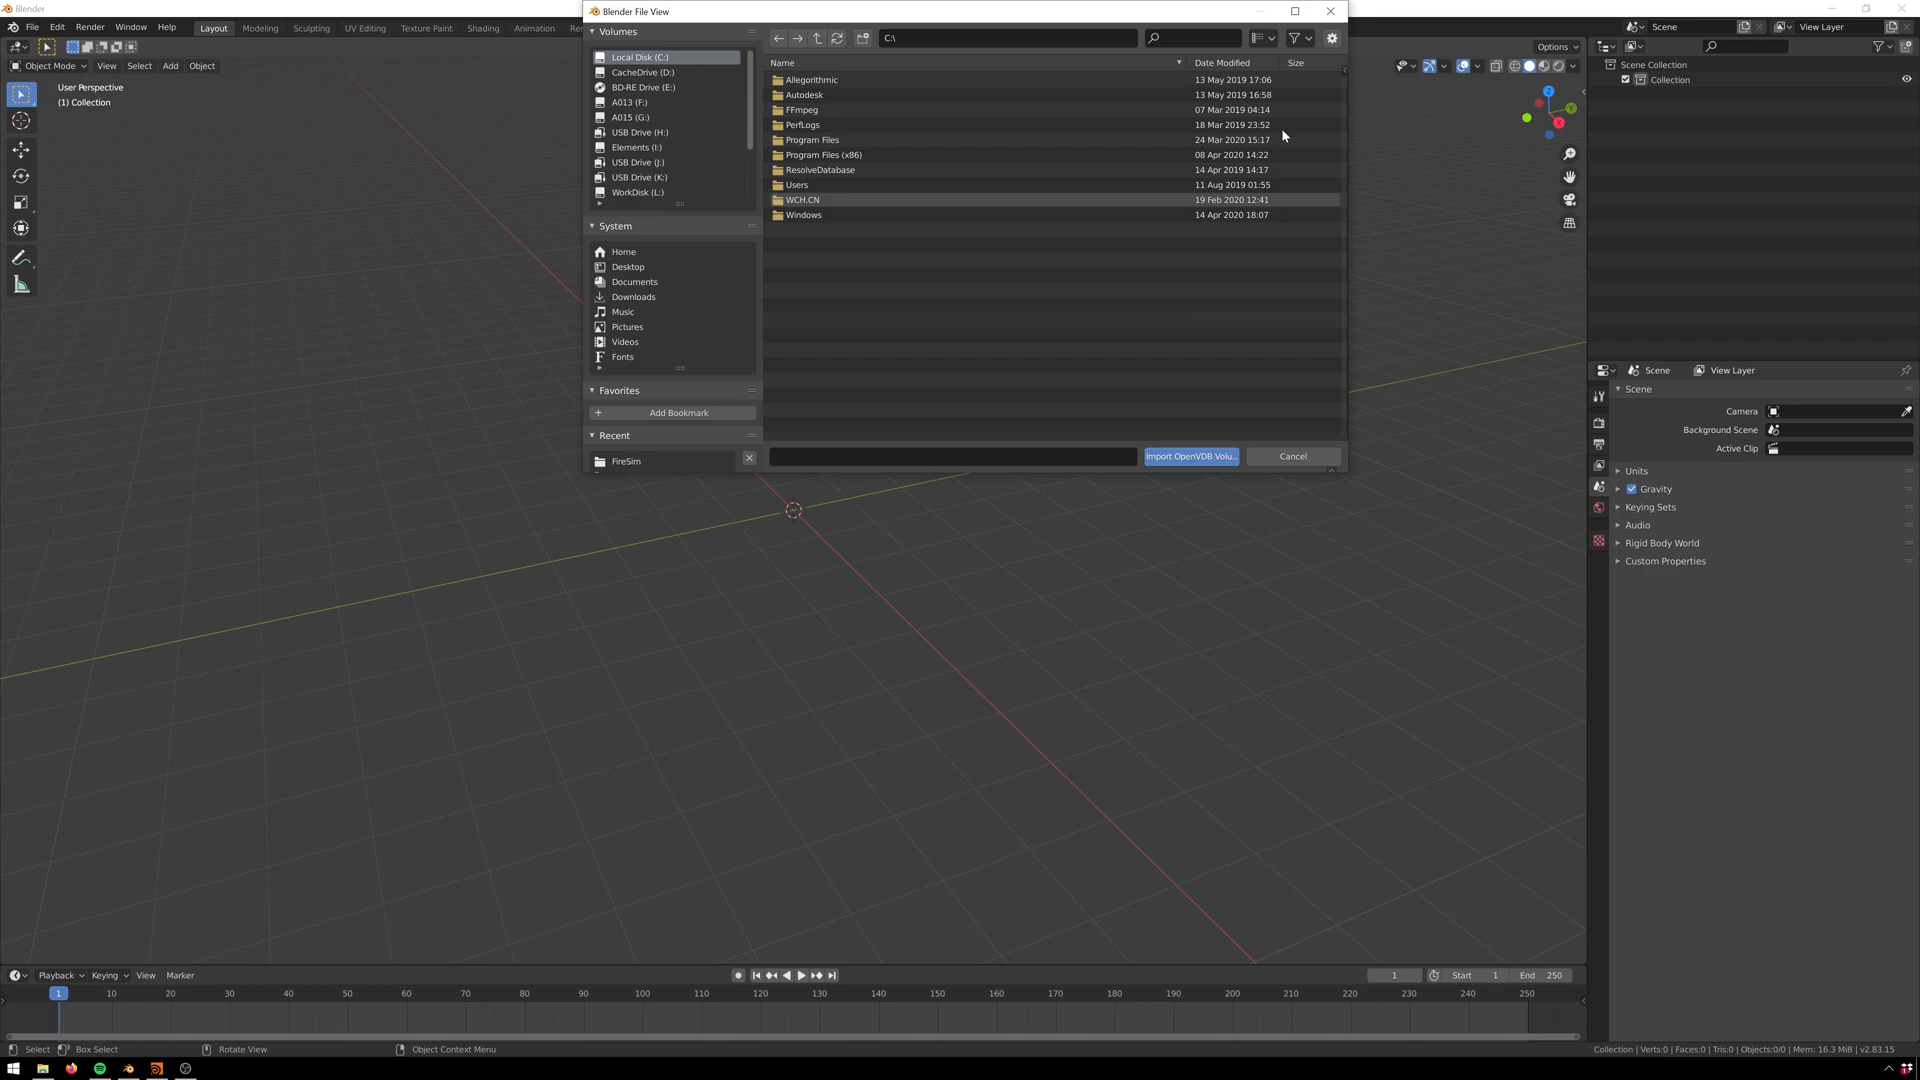 Blender
Blender File View
File Edit Render Window Help Layout Modeling Sculpting UV Editing Texture Paint Shading Animation
Scene
View Layer
Object Mode View Select Add Object
Options
User Perspective
(1) Collection
Volumes
Local Disk (C:)
CacheDrive (D:)
BD-RE Drive (E:)
A013 (F:)
A015 (G:)
USB Drive (H:)
Elements (I:)
USB Drive (J:)
USB Drive (K:)
WorkDisk (L:)
System
Home
Desktop
Documents
Downloads
Music
Pictures
Videos
Fonts
Favorites
Add Bookmark
Recent
FireSim
C:\
Name Date Modified Size
Allegorithmic 13 May 2019 17:06
Autodesk 13 May 2019 16:58
FFmpeg 07 Mar 2019 04:14
PerfLogs 18 Mar 2019 23:52
Program Files 24 Mar 2020 15:17
Program Files (x86) 08 Apr 2020 14:22
ResolveDatabase 14 Apr 2019 14:17
Users 11 Aug 2019 01:55
WCH.CN 19 Feb 2020 12:41
Windows 14 Apr 2020 18:07
Import OpenVDB Volu...
Cancel
Z
Y
X
Scene Collection
Collection
Scene View Layer
Scene
Camera
Background Scene
Active Clip
Units
Gravity
Keying Sets
Audio
Rigid Body World
Custom Properties
Playback Keying View Marker
1 Start 1 End 250
1 10 20 30 40 50 60 70 80 90 100 110 120 130 140 150 160 170 180 190 200 210 220 230 240 250
Select Box Select Rotate View Object Context Menu
Collection | Verts:0 | Faces:0 | Tris:0 | Objects:0/0 | Mem: 16.3 MiB | v2.83.15